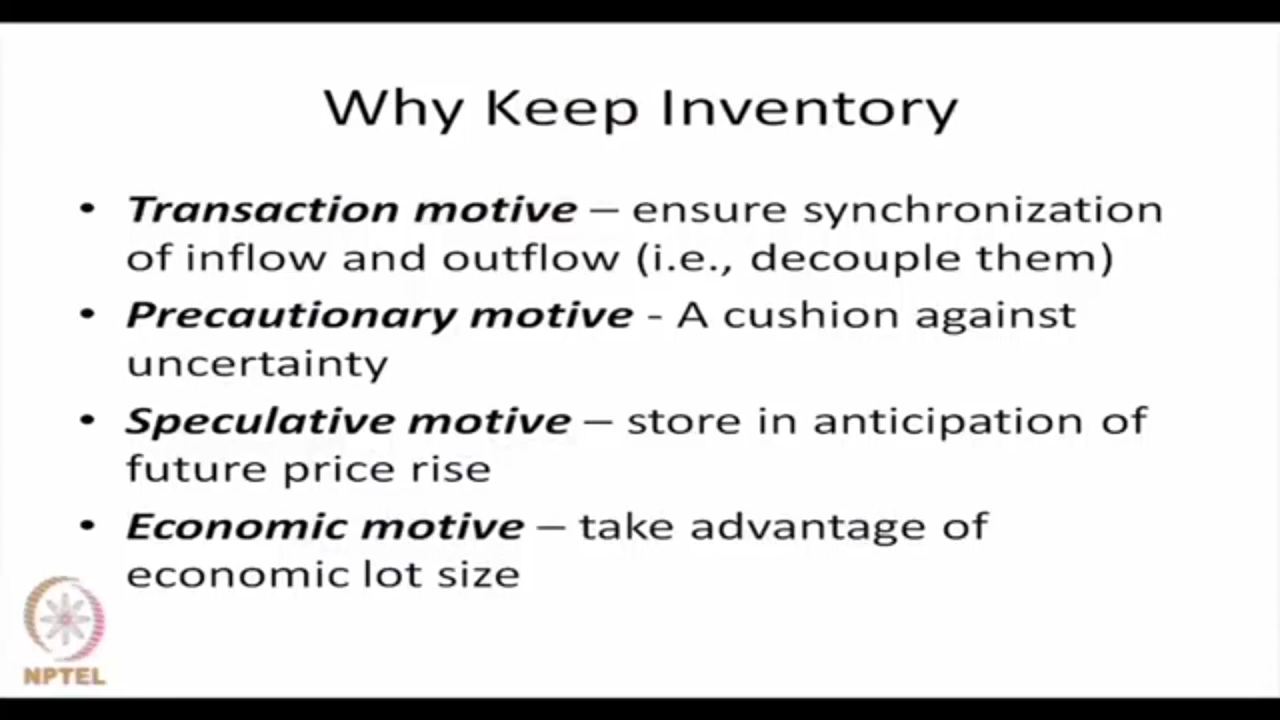 Why Keep Inventory
• Transaction motive – ensure synchronization
of inflow and outflow (i.e., decouple them)
• Precautionary motive - A cushion against
uncertainty
• Speculative motive – store in anticipation of
future price rise
• Economic motive – take advantage of
economic lot size
NPTEL